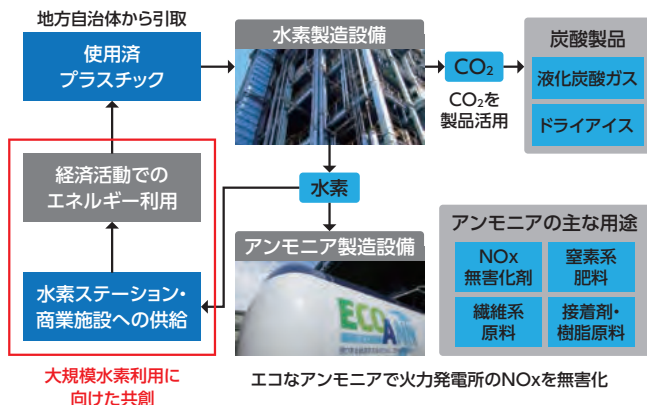 地方自治体から引取
使用済
プラスチック
水素製造設備
CO₂
CO₂を
製品活用
炭酸製品
液化炭酸ガス
ドライアイス
経済活動での
エネルギー利用
水素
アンモニア製造設備
ECO
ANN
水素ステーション・
商業施設への供給
アンモニアの主な用途
NOx
無害化剤
窒素系
肥料
繊維系
原料
接着剤・
樹脂原料
大規模水素利用に
向けた共創
エコなアンモニアで火力発電所のNOxを無害化